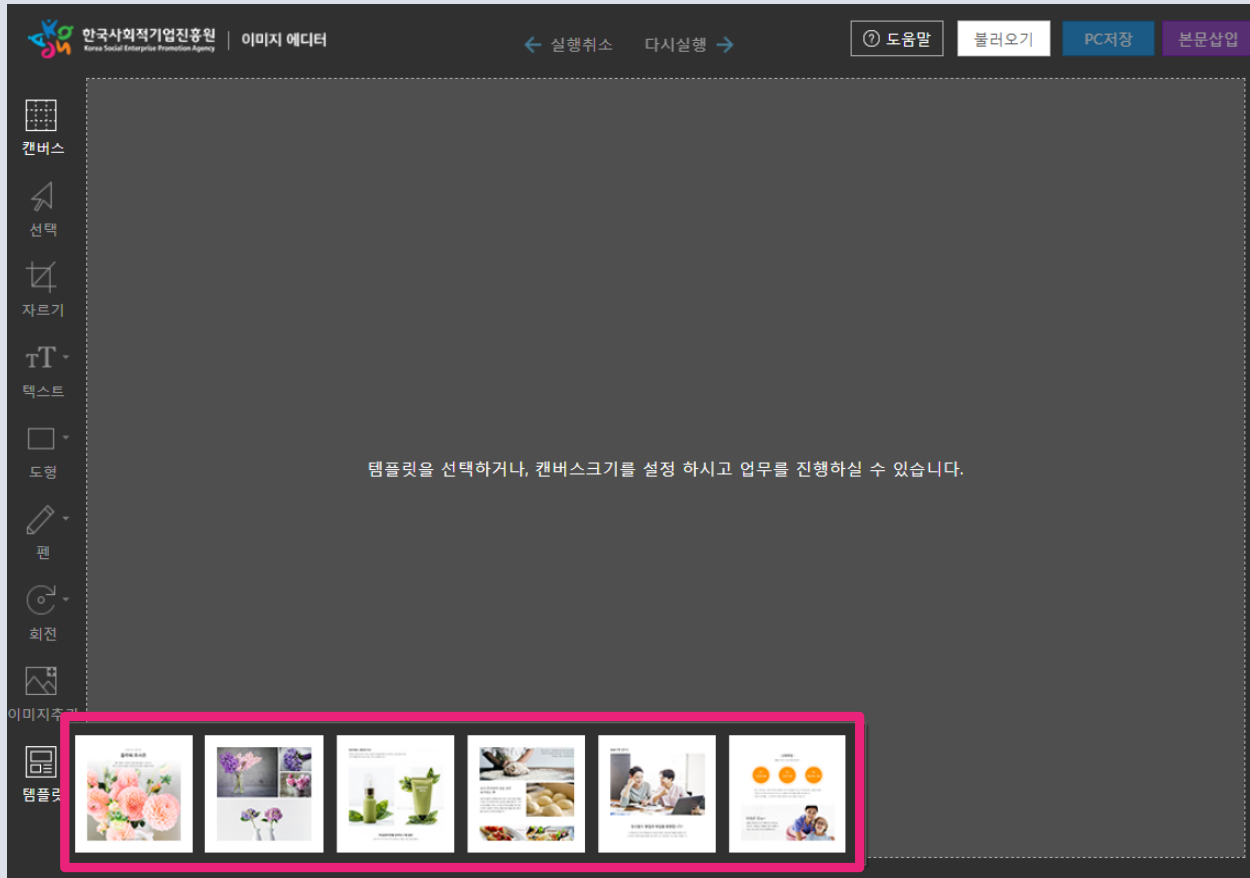 한국사회적기업진흥원
Korea Social Enterprise Promotion Agency
이미지 에디터
실행취소
다시실행
도움말
불러오기
PC저장
본문삽입
캔버스
선택
자르기
TT
텍스트
도형
펜
회전
이미지추가
템플릿
템플릿을 선택하거나, 캔버스크기를 설정 하시고 업무를 진행하실 수 있습니다.